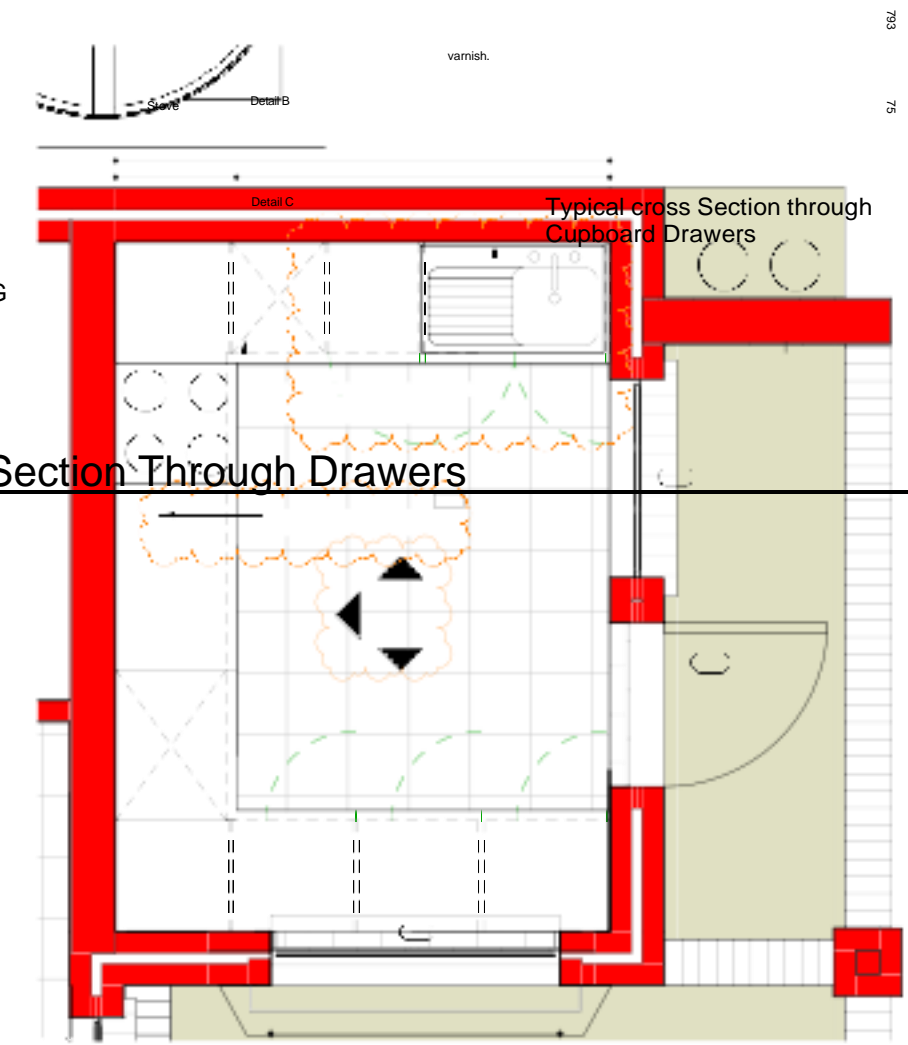 793
varnish.
Stove
Detail B
75
Detail C
Typical cross Section through
Cupboard Drawers
G
Section Through Drawers